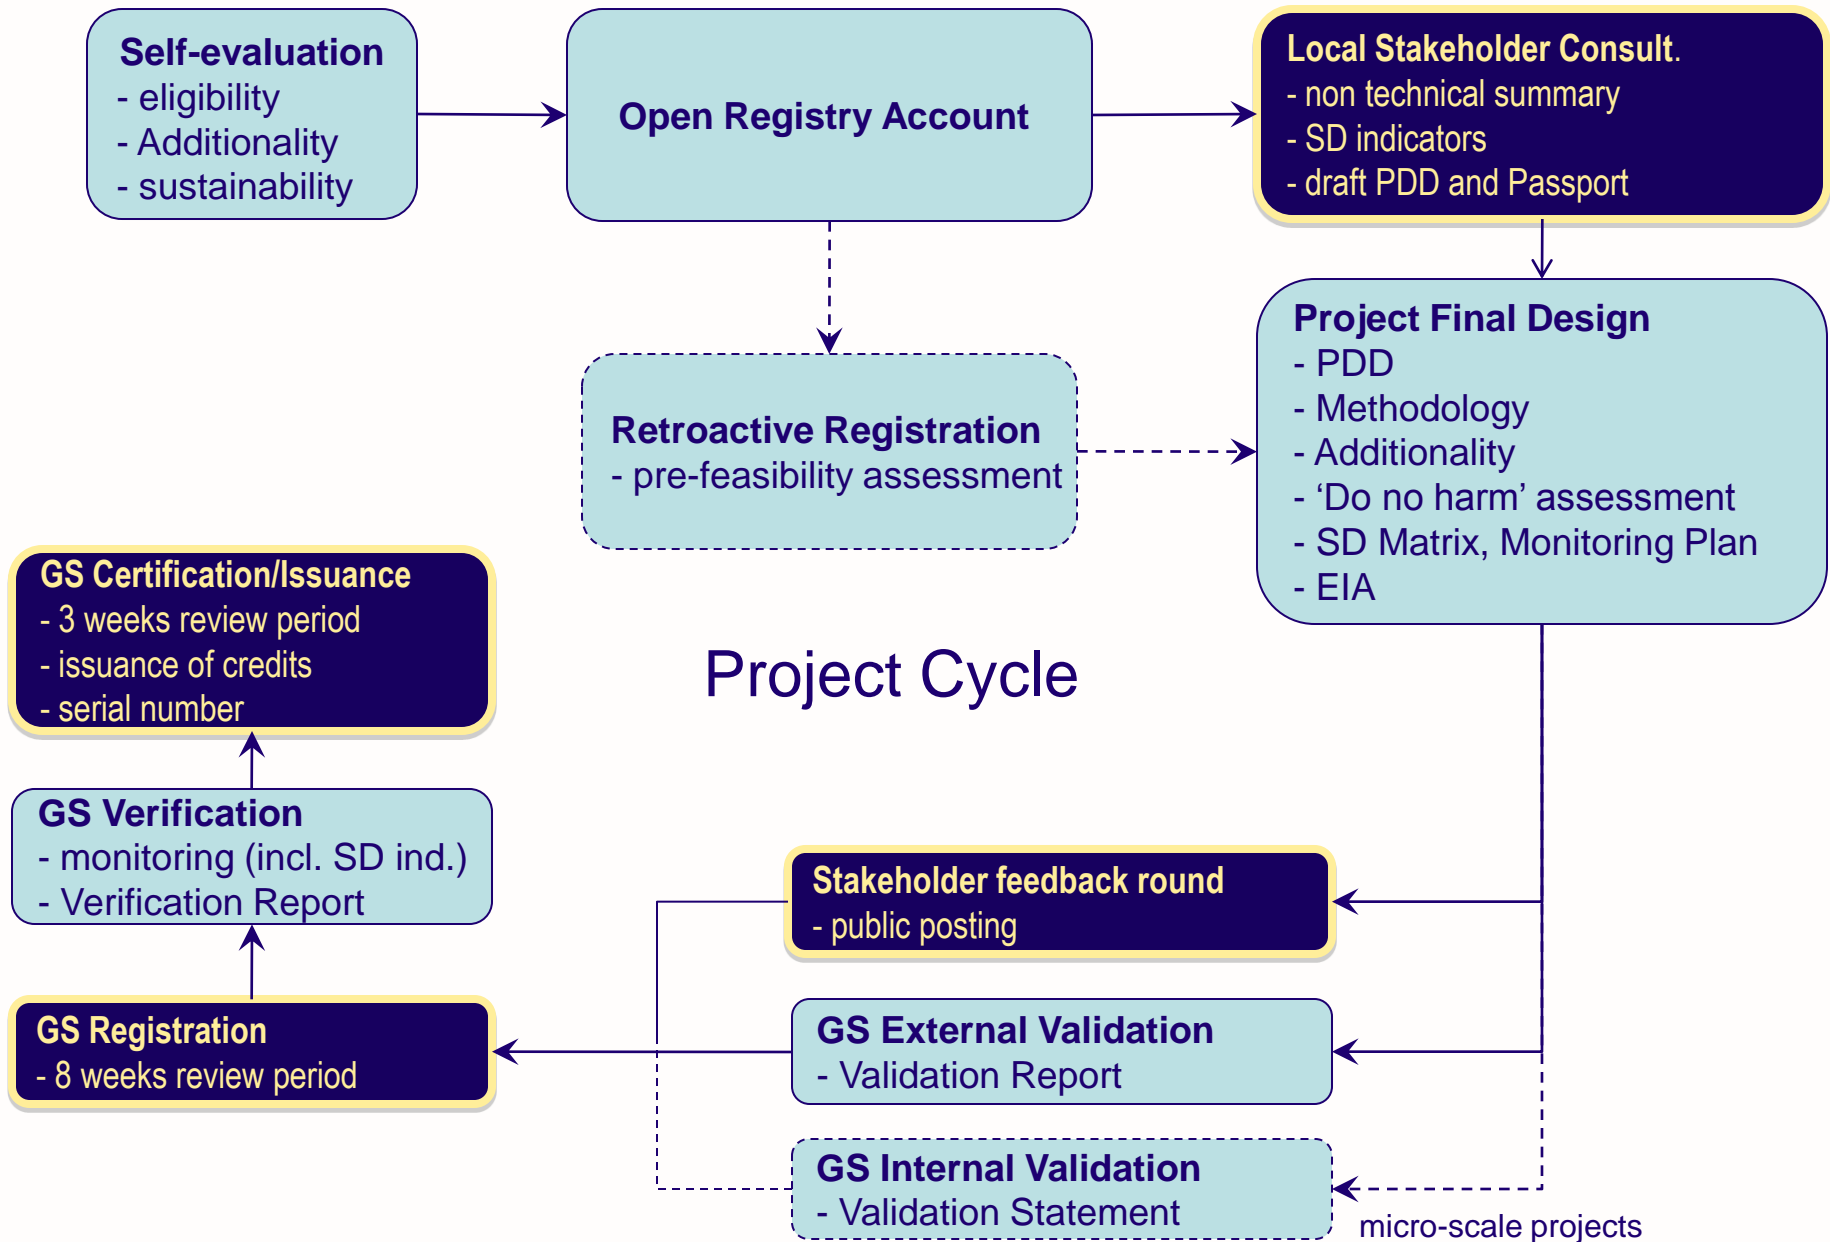 Self-evaluation
- eligibility
- Additionality
- sustainability
Open Registry Account
Local Stakeholder Consult.
- non technical summary
- SD indicators
- draft PDD and Passport
Retroactive Registration
- pre-feasibility assessment
Project Final Design
- PDD
- Methodology
- Additionality
- ‘Do no harm’ assessment
- SD Matrix, Monitoring Plan
- EIA
GS Certification/Issuance
- 3 weeks review period
- issuance of credits
- serial number
Project Cycle
GS Verification
- monitoring (incl. SD ind.)
- Verification Report
Stakeholder feedback round
- public posting
GS Registration
- 8 weeks review period
GS External Validation
- Validation Report
GS Internal Validation
- Validation Statement
micro-scale projects